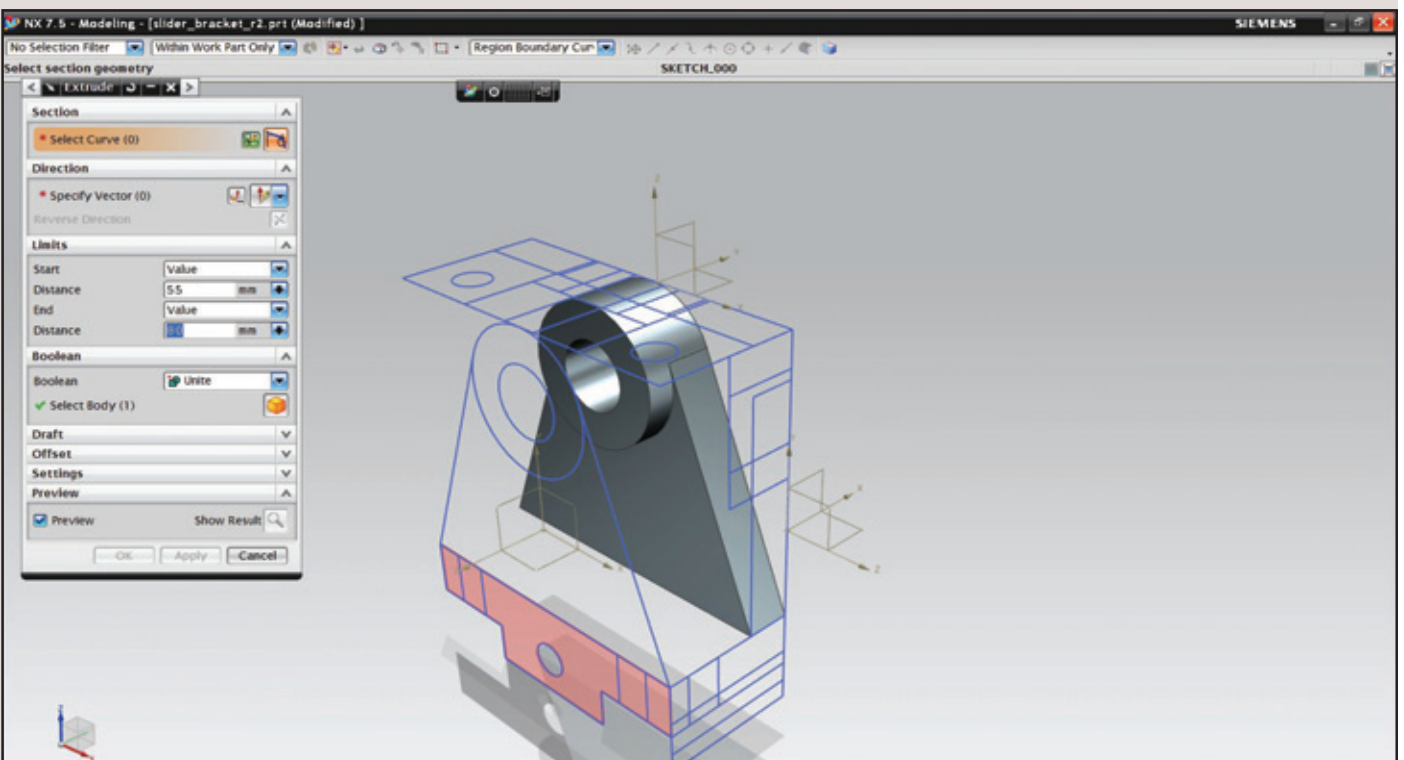 NX 7.5 - Modeling - [slider_bracket_r2.prt (Modified) ] SIEMENS
No Selection Filter Within Work Part Only Region Boundary Cur
Select section geometry SKETCH_000
Extrude
Section
* Select Curve (0)
Direction
* Specify Vector (0)
Reverse Direction
Limits
Start Value
Distance 55 mm
End Value
Distance mm
Boolean
Boolean Unite
Select Body (1)
Draft
Offset
Settings
Preview
Preview Show Result
OK Apply Cancel
Z
Z